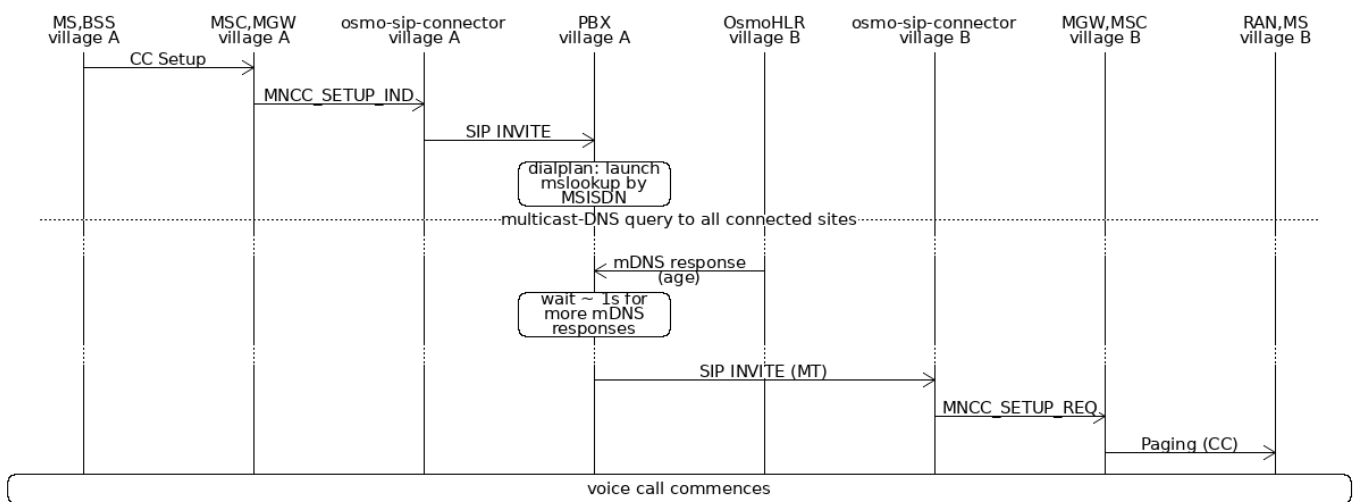 MS,BSS MSC,MGW osmo-sip-connector PBX OsmoHLR osmo-sip-connector MGW,MSC RAN,MS
village A village A village A village A village B village B village B village B
CC Setup
MNCC_SETUP_IND
SIP INVITE
dialplan: launch
mslookup by
MSISDN
multicast-DNS query to all connected sites
mDNS response
(age)
wait ~ 1s for
more mDNS
responses
SIP INVITE (MT)
MNCC_SETUP_REQ
Paging (CC)
voice call commences